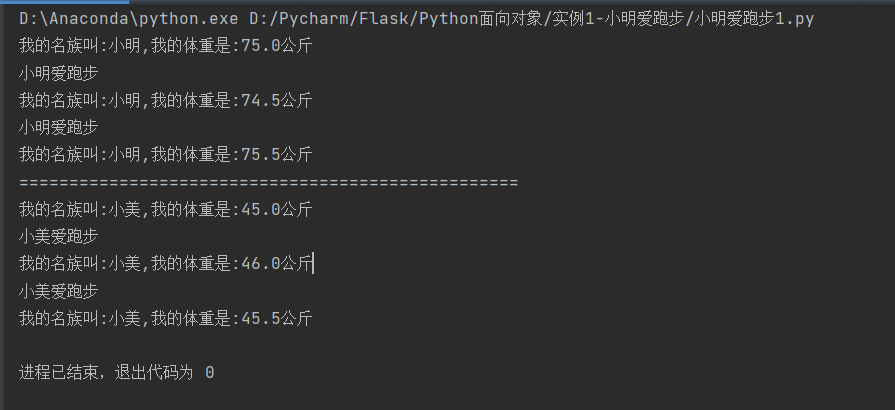 D:\Anaconda\python.exe D:/Pycharm/Flask/Python面向对象/实例1-小明爱跑步/小明爱跑步1.py
我的名族叫:小明,我的体重是:75.0公斤
小明爱跑步
我的名族叫:小明,我的体重是:74.5公斤
小明爱跑步
我的名族叫:小明,我的体重是:75.5公斤
==================================================
我的名族叫:小美,我的体重是:45.0公斤
小美爱跑步
我的名族叫:小美,我的体重是:46.0公斤
小美爱跑步
我的名族叫:小美,我的体重是:45.5公斤
进程已结束，退出代码为 0